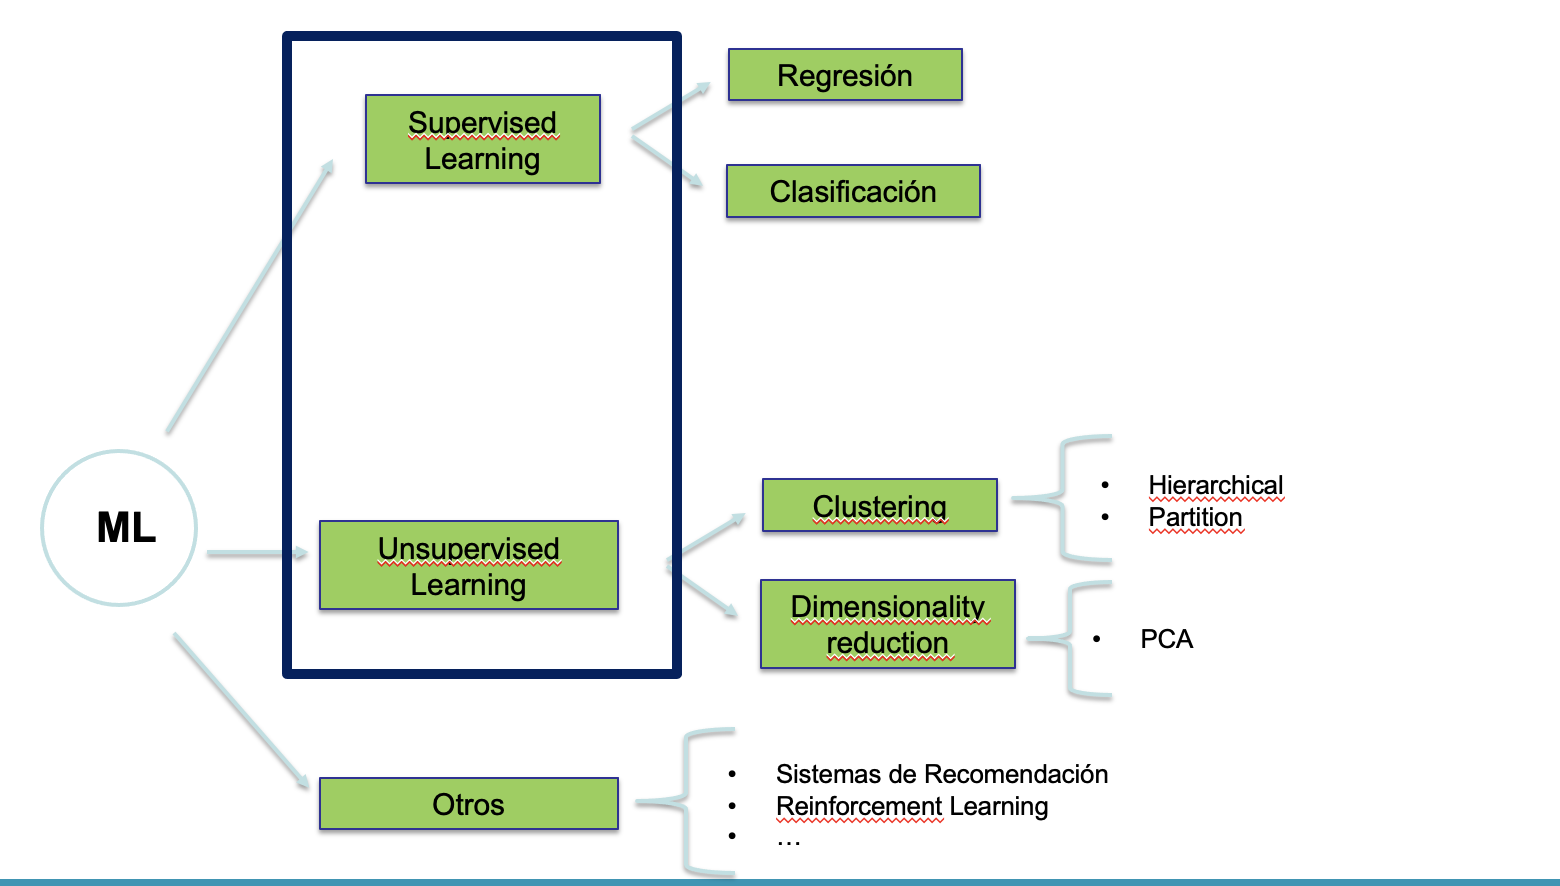 ML
Supervised
Learning
Regresión
Clasificación
Unsupervised
Learning
Clustering
• Hierarchical
• Partition
Dimensionality
reduction
• PCA
Otros
• Sistemas de Recomendación
• Reinforcement Learning
• …